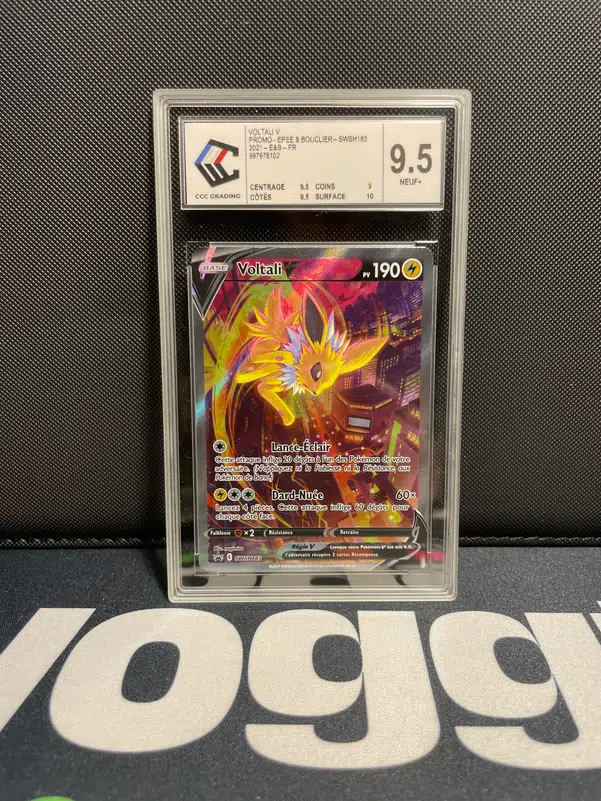 VOLTALI V
PROMO - EPEE & BOUCLIER – SWSH183
2021 – E&B – FR
997978102
CCC GRADING
CENTRAGE 9.5 COINS 9
CÔTÉS 9.5 SURFACE 10
9.5
NEUF+
BASE Voltali V PV 190
Lance-Éclair
Cette attaque inflige 20 dégâts à l'un des Pokémon de votre
adversaire. (N'appliquez ni la Faiblesse ni la Résistance aux
Pokémon de Banc.)
Dard-Nuée 60×
Lancez 4 pièces. Cette attaque inflige 60 dégâts pour
chaque côté face.
Faiblesse ×2 Résistance Retraite
Règle V Lorsque votre Pokémon-V est mis K.O.,
l'adversaire récupère 2 cartes Récompense.
SWSH183
ogg